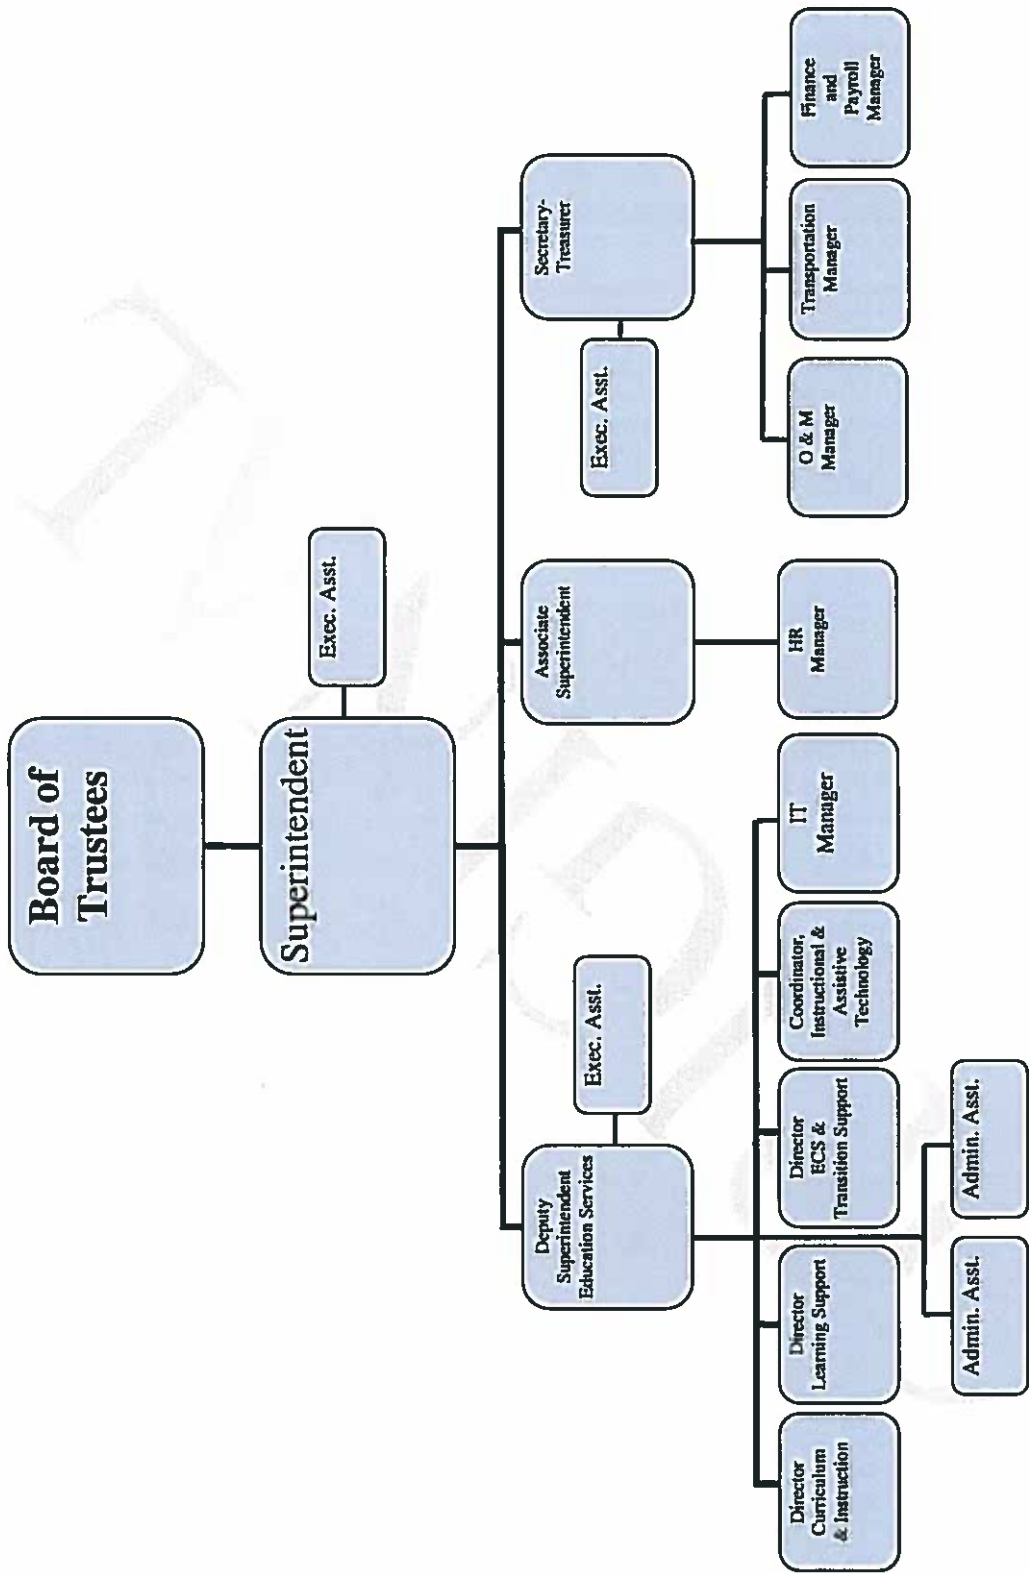 Board of
Trustees
Superintendent
Exec. Asst.
Deputy
Superintendent
Education Services
Exec. Asst.
Associate
Superintendent
Secretary-
Treasurer
Exec. Asst.
Director
Curriculum
& Instruction
Director
Learning Support
Director
ECS &
Transition Support
Coordinator,
Instructional &
Assistive
Technology
IT
Manager
HR
Manager
O & M
Manager
Transportation
Manager
Finance
and
Payroll
Manager
Admin. Asst.
Admin. Asst.